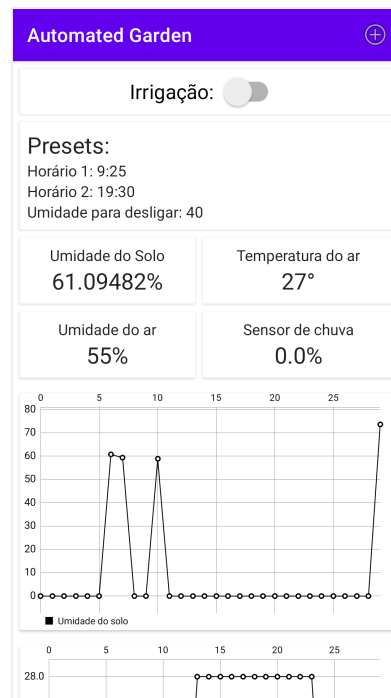 Automated Garden
Irrigação:
Presets:
Horário 1: 9:25
Horário 2: 19:30
Umidade para desligar: 40
Umidade do Solo
61.09482%
Temperatura do ar
27°
Umidade do ar
55%
Sensor de chuva
0.0%
0 5 10 15 20 25
80
70
60
50
40
30
20
10
0
Umidade do solo
0 5 10 15 20 25
28.0